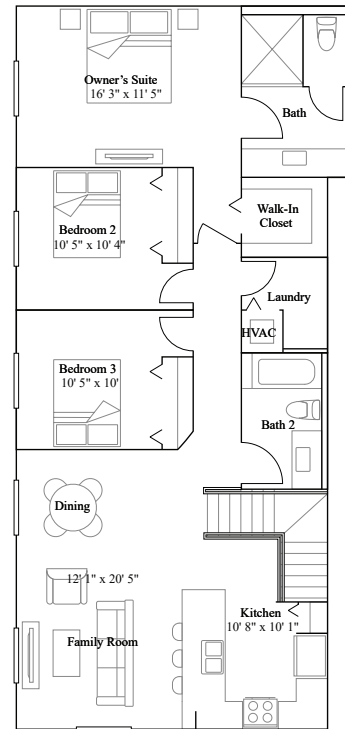 Owner's Suite
16' 3" x 11' 5"
Bath
Walk-In
Closet
Bedroom 2
10' 5" x 10' 4"
Laundry
HVAC
Bedroom 3
10' 5" x 10'
Bath 2
Dining
12' 1" x 20' 5"
Family Room
Kitchen
10' 8" x 10' 1"